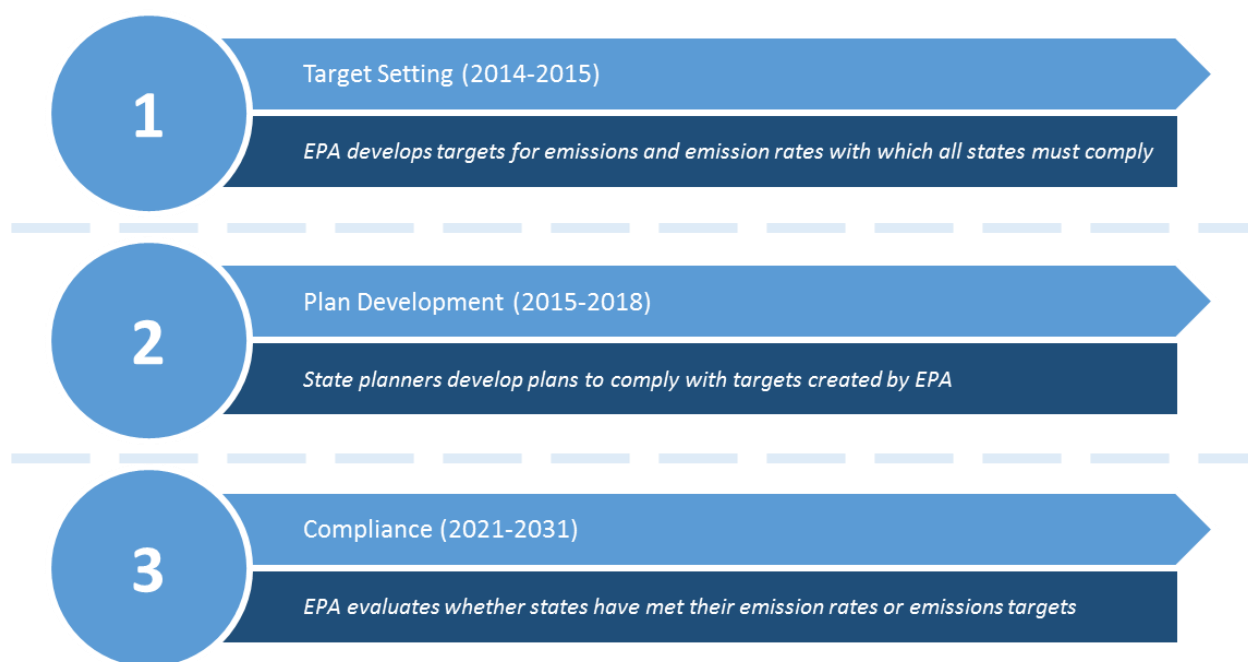 1
Target Setting (2014-2015)
EPA develops targets for emissions and emission rates with which all states must comply
2
Plan Development (2015-2018)
State planners develop plans to comply with targets created by EPA
3
Compliance (2021-2031)
EPA evaluates whether states have met their emission rates or emissions targets